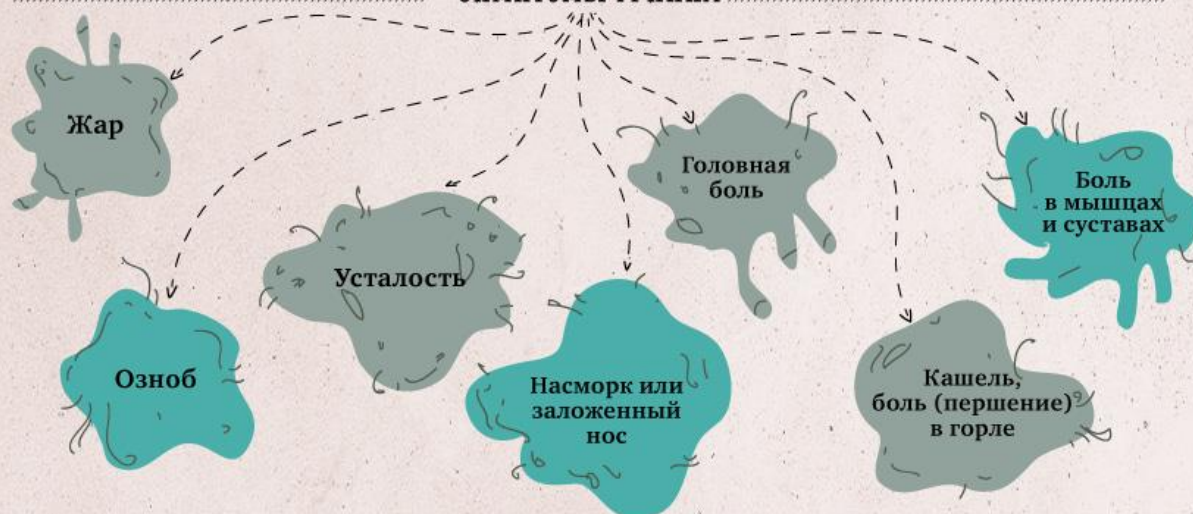 Жар
Головная
боль
Боль
в мышцах
и суставах
Усталость
Озноб
Насморк или
заложенный
нос
Кашель,
боль (першение)
в горле